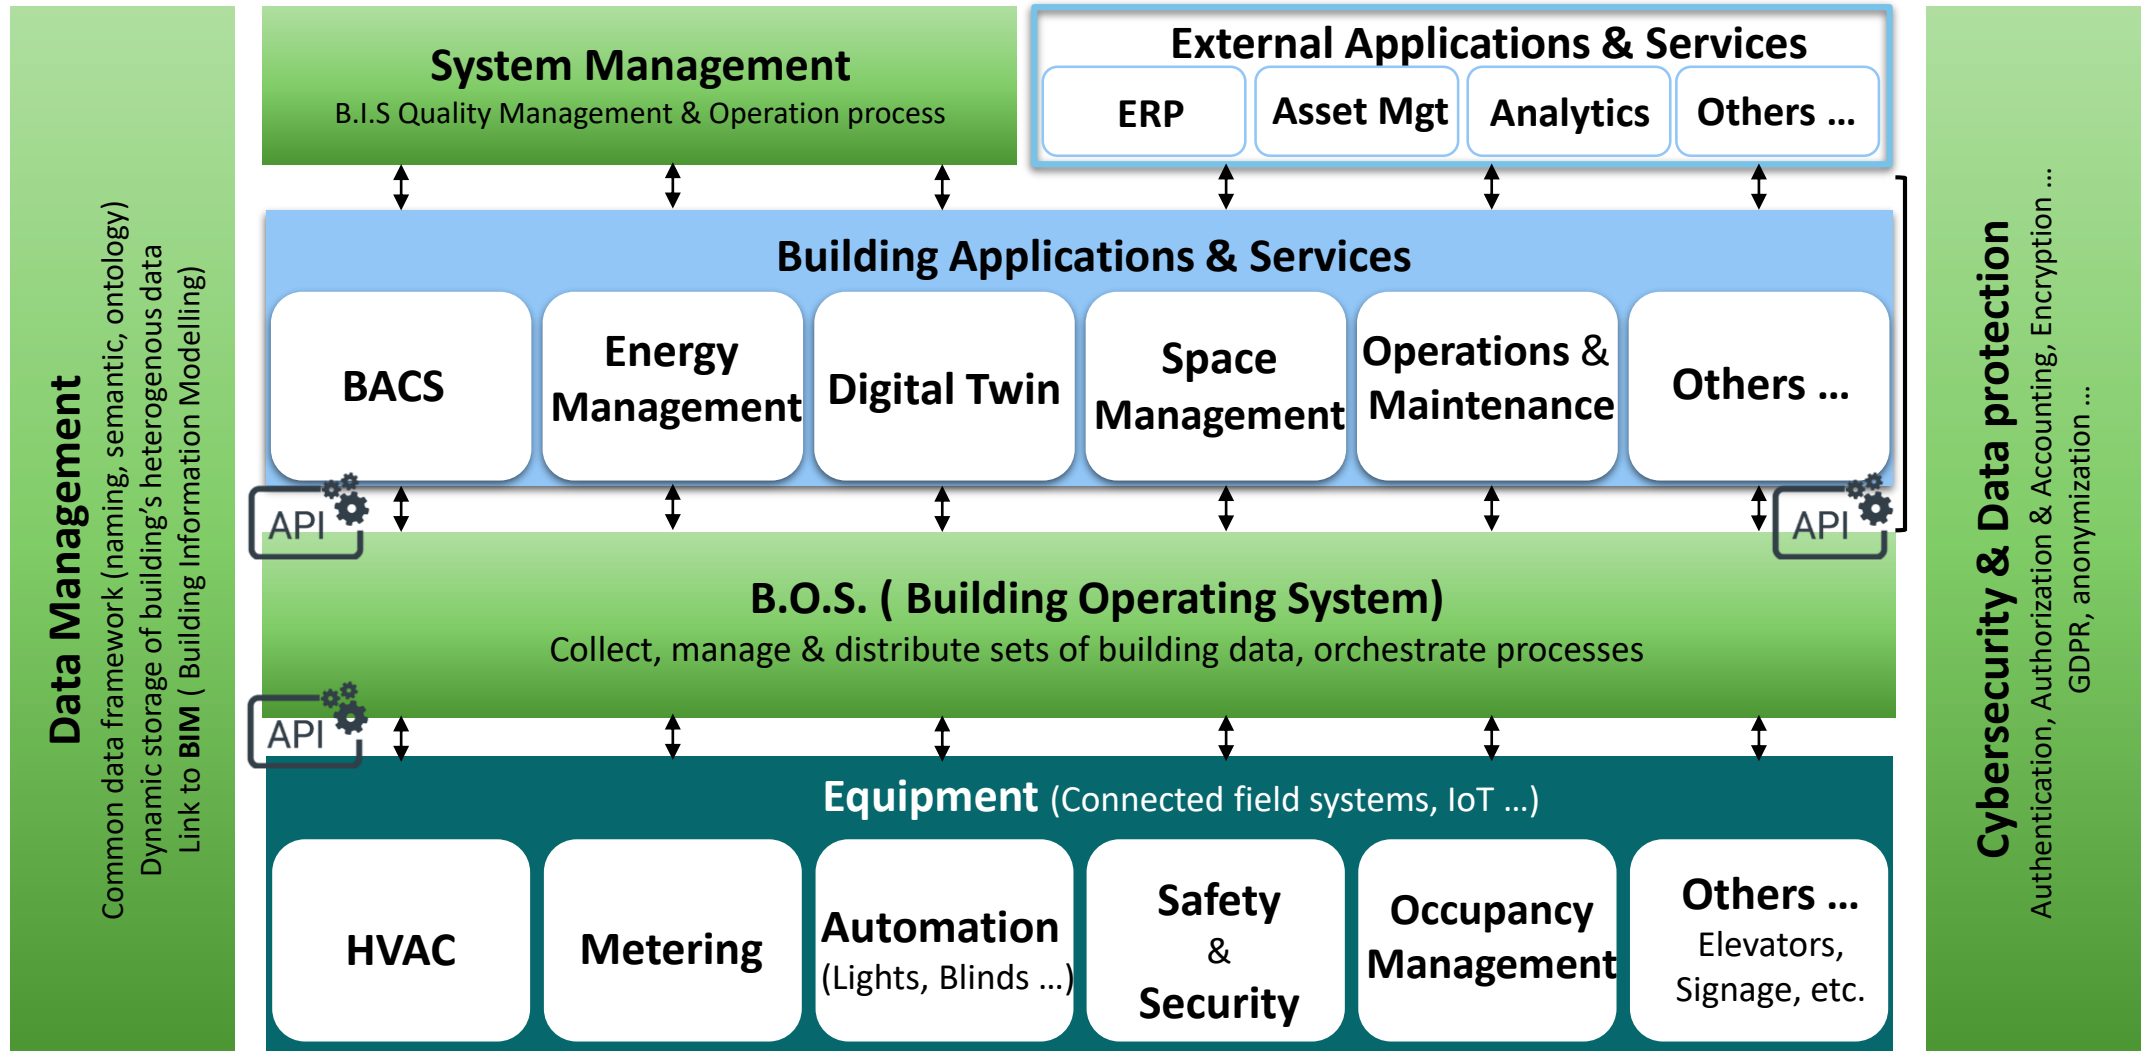 Data Management
Common data framework (naming, semantic, ontology)
Dynamic storage of building's heterogenous data
Link to BIM ( Building Information Modelling)
System Management
B.I.S Quality Management & Operation process
External Applications & Services
ERP
Asset Mgt
Analytics
Others ...
Building Applications & Services
BACS
Energy
Management
Digital Twin
Space
Management
Operations &
Maintenance
Others ...
API
API
B.O.S. ( Building Operating System)
Collect, manage & distribute sets of building data, orchestrate processes
API
Equipment (Connected field systems, IoT ...)
HVAC
Metering
Automation
(Lights, Blinds ...)
Safety
&
Security
Occupancy
Management
Others ...
Elevators,
Signage, etc.
Cybersecurity & Data protection
Authentication, Authorization & Accounting, Encryption ...
GDPR, anonymization ...